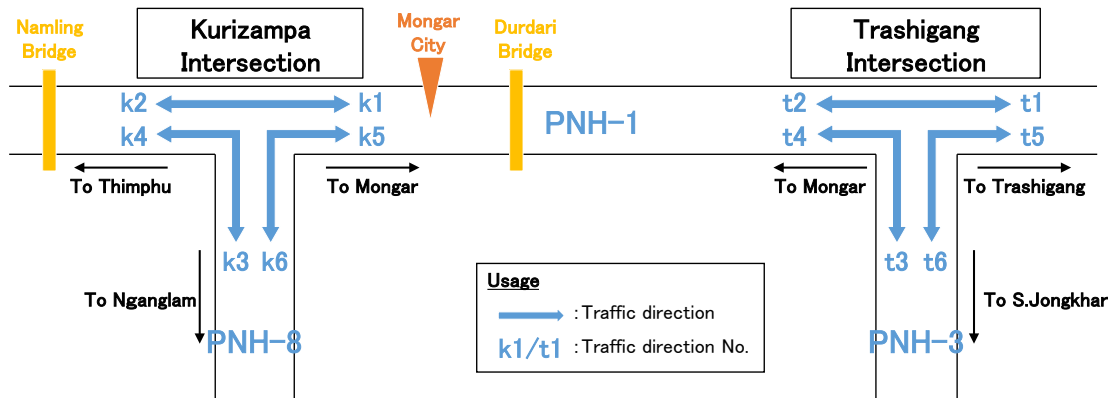 Namling
Bridge
Kurizampa
Intersection
Mongar
City
Durdari
Bridge
Trashigang
Intersection
k2
k1
k4
k5
PNH-1
t2
t1
t4
t5
To Thimphu
To Mongar
To Mongar
To Trashigang
k3 k6
t3 t6
To Nganglam
To S.Jongkhar
PNH-8
PNH-3
Usage
: Traffic direction
k1/t1 : Traffic direction No.